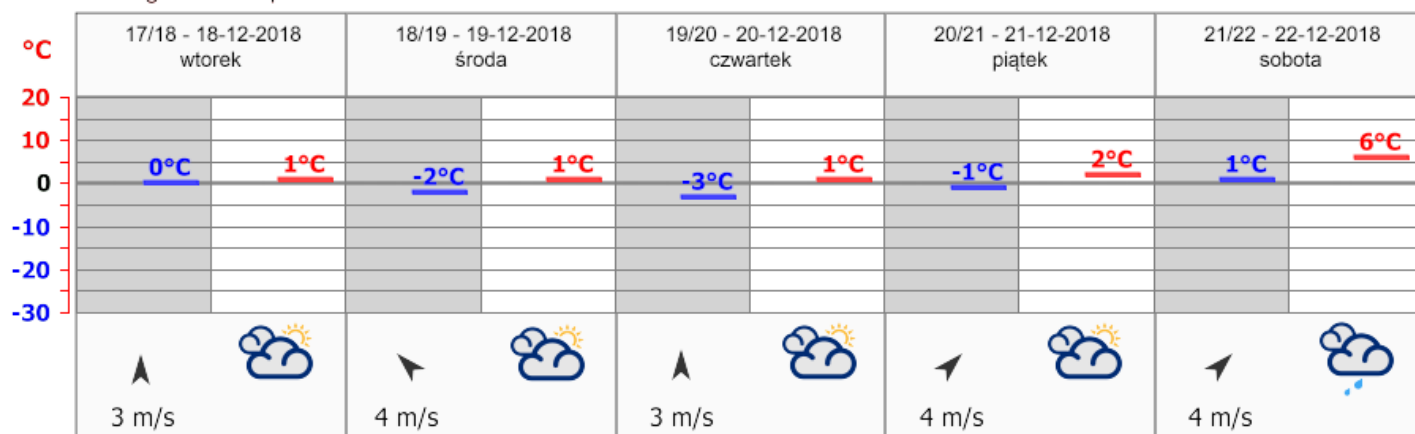 17/18 - 18-12-2018
wtorek
18/19 - 19-12-2018
środa
19/20 - 20-12-2018
czwartek
20/21 - 21-12-2018
piątek
21/22 - 22-12-2018
sobota
°C
20
10
0
-10
-20
-30
0°C 1°C -2°C 1°C -3°C 1°C -1°C 2°C 1°C 6°C
3 m/s 4 m/s 3 m/s 4 m/s 4 m/s